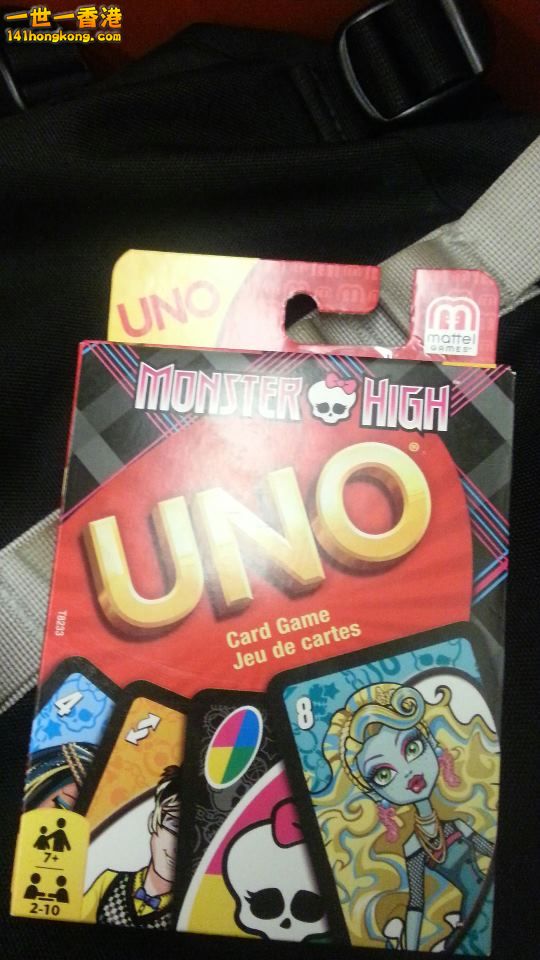 一世一香港
141hongkong.com
UNO
mattel
GAMES
MONSTER HIGH
UNO®
Card Game
Jeu de cartes
T8233
4
8
7+
2-10